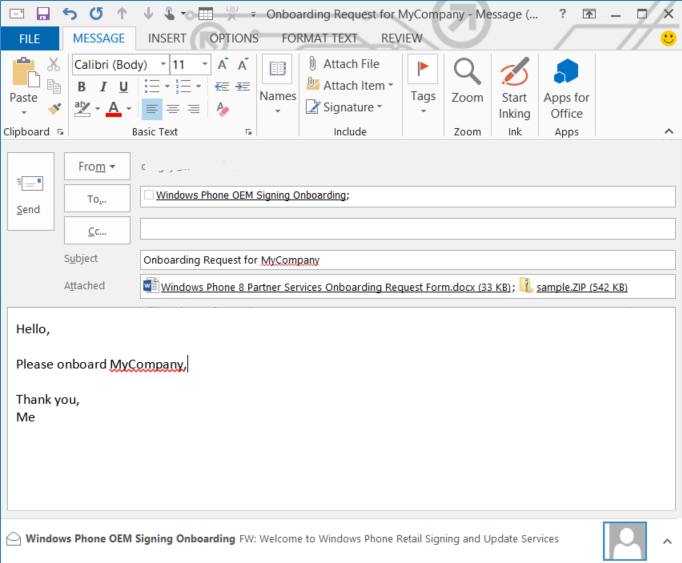 Onboarding Request for MyCompany - Message (...
FILE MESSAGE INSERT OPTIONS FORMAT TEXT REVIEW
Calibri (Body) 11 A A
Attach File
Attach Item
Signature
Paste
B I U
aby A
Names
Tags
Zoom
Start Inking
Apps for Office
Clipboard Basic Text Include Zoom Ink Apps
From
Send
To...
Windows Phone OEM Signing Onboarding;
Cc...
Subject
Onboarding Request for MyCompany
Attached
Windows Phone 8 Partner Services Onboarding Request Form.docx (33 KB); sample.ZIP (542 KB)
Hello,
Please onboard MyCompany,
Thank you,
Me
Windows Phone OEM Signing Onboarding FW: Welcome to Windows Phone Retail Signing and Update Services